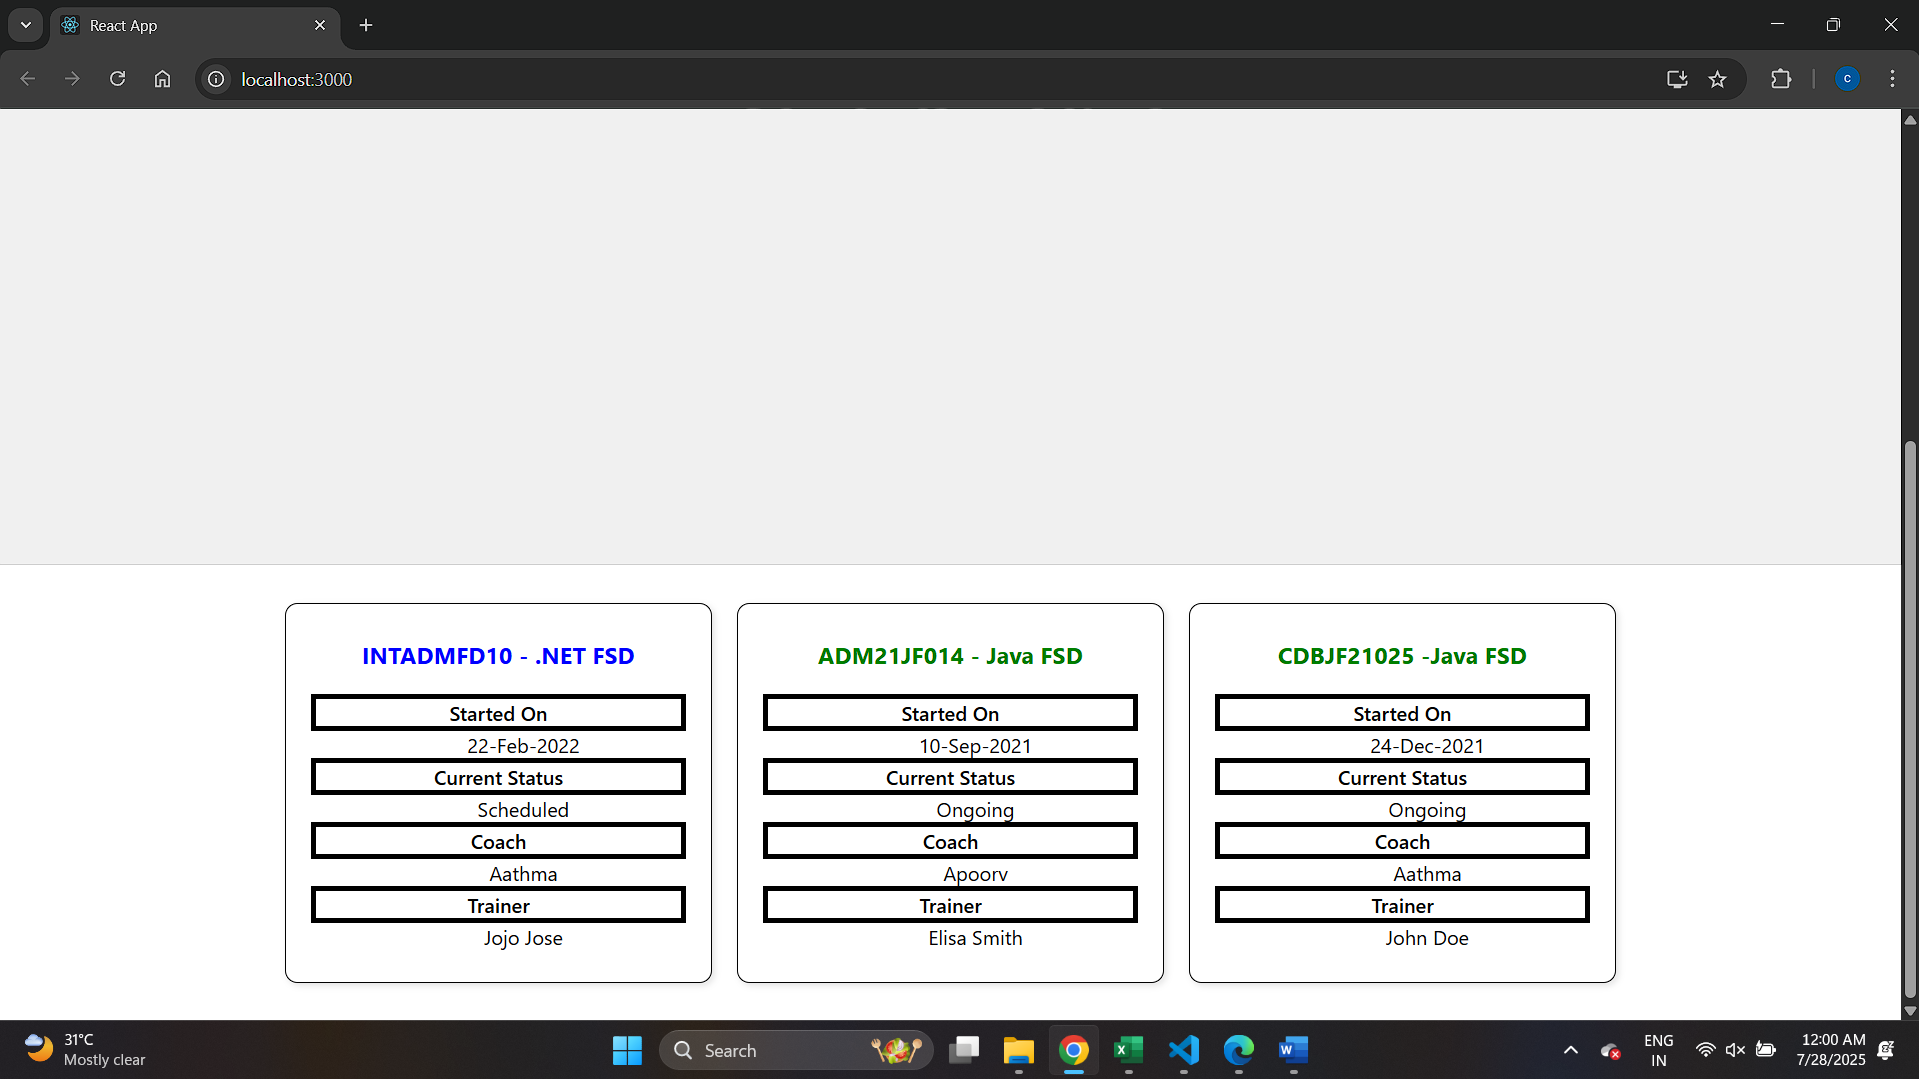 React App
localhost:3000
C
INTADMFD10 - .NET FSD
Started On
22-Feb-2022
Current Status
Scheduled
Coach
Aathma
Trainer
Jojo Jose
ADM21JF014 - Java FSD
Started On
10-Sep-2021
Current Status
Ongoing
Coach
Apoorv
Trainer
Elisa Smith
CDBJF21025 -Java FSD
Started On
24-Dec-2021
Current Status
Ongoing
Coach
Aathma
Trainer
John Doe
31°C
Mostly clear
Search
ENG
IN
12:00 AM
7/28/2025